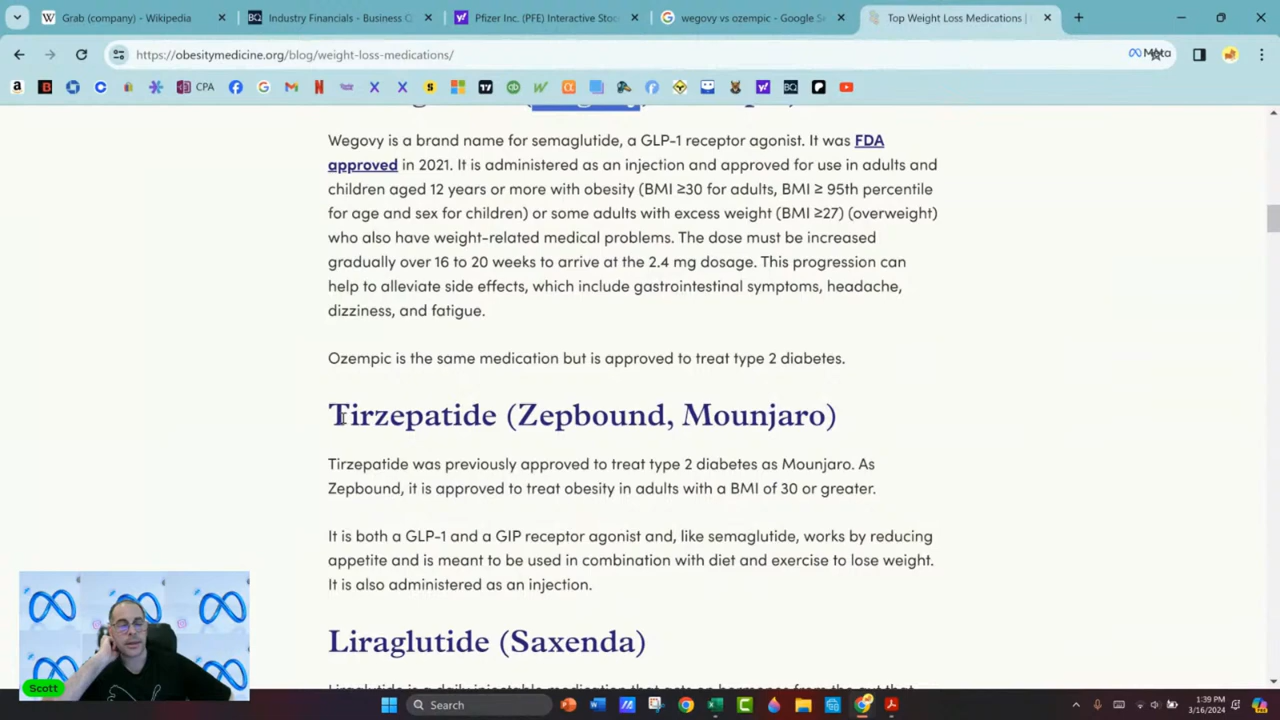 Grab (company) - Wikipedia
Industry Financials - Business Q
Pfizer Inc. (PFE) Interactive Stoc
wegovy vs ozempic - Google Se
Top Weight Loss Medications |
https://obesitymedicine.org/blog/weight-loss-medications/
Meta
CPA
Wegovy is a brand name for semaglutide, a GLP-1 receptor agonist. It was FDA
approved in 2021. It is administered as an injection and approved for use in adults and
children aged 12 years or more with obesity (BMI ≥30 for adults, BMI ≥ 95th percentile
for age and sex for children) or some adults with excess weight (BMI ≥27) (overweight)
who also have weight-related medical problems. The dose must be increased
gradually over 16 to 20 weeks to arrive at the 2.4 mg dosage. This progression can
help to alleviate side effects, which include gastrointestinal symptoms, headache,
dizziness, and fatigue.
Ozempic is the same medication but is approved to treat type 2 diabetes.
Tirzepatide (Zepbound, Mounjaro)
Tirzepatide was previously approved to treat type 2 diabetes as Mounjaro. As
Zepbound, it is approved to treat obesity in adults with a BMI of 30 or greater.
It is both a GLP-1 and a GIP receptor agonist and, like semaglutide, works by reducing
appetite and is meant to be used in combination with diet and exercise to lose weight.
It is also administered as an injection.
Liraglutide (Saxenda)
Scott
Search
1:39 PM
3/16/2024